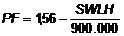 PF = 1,56 - SWLH / 900.000